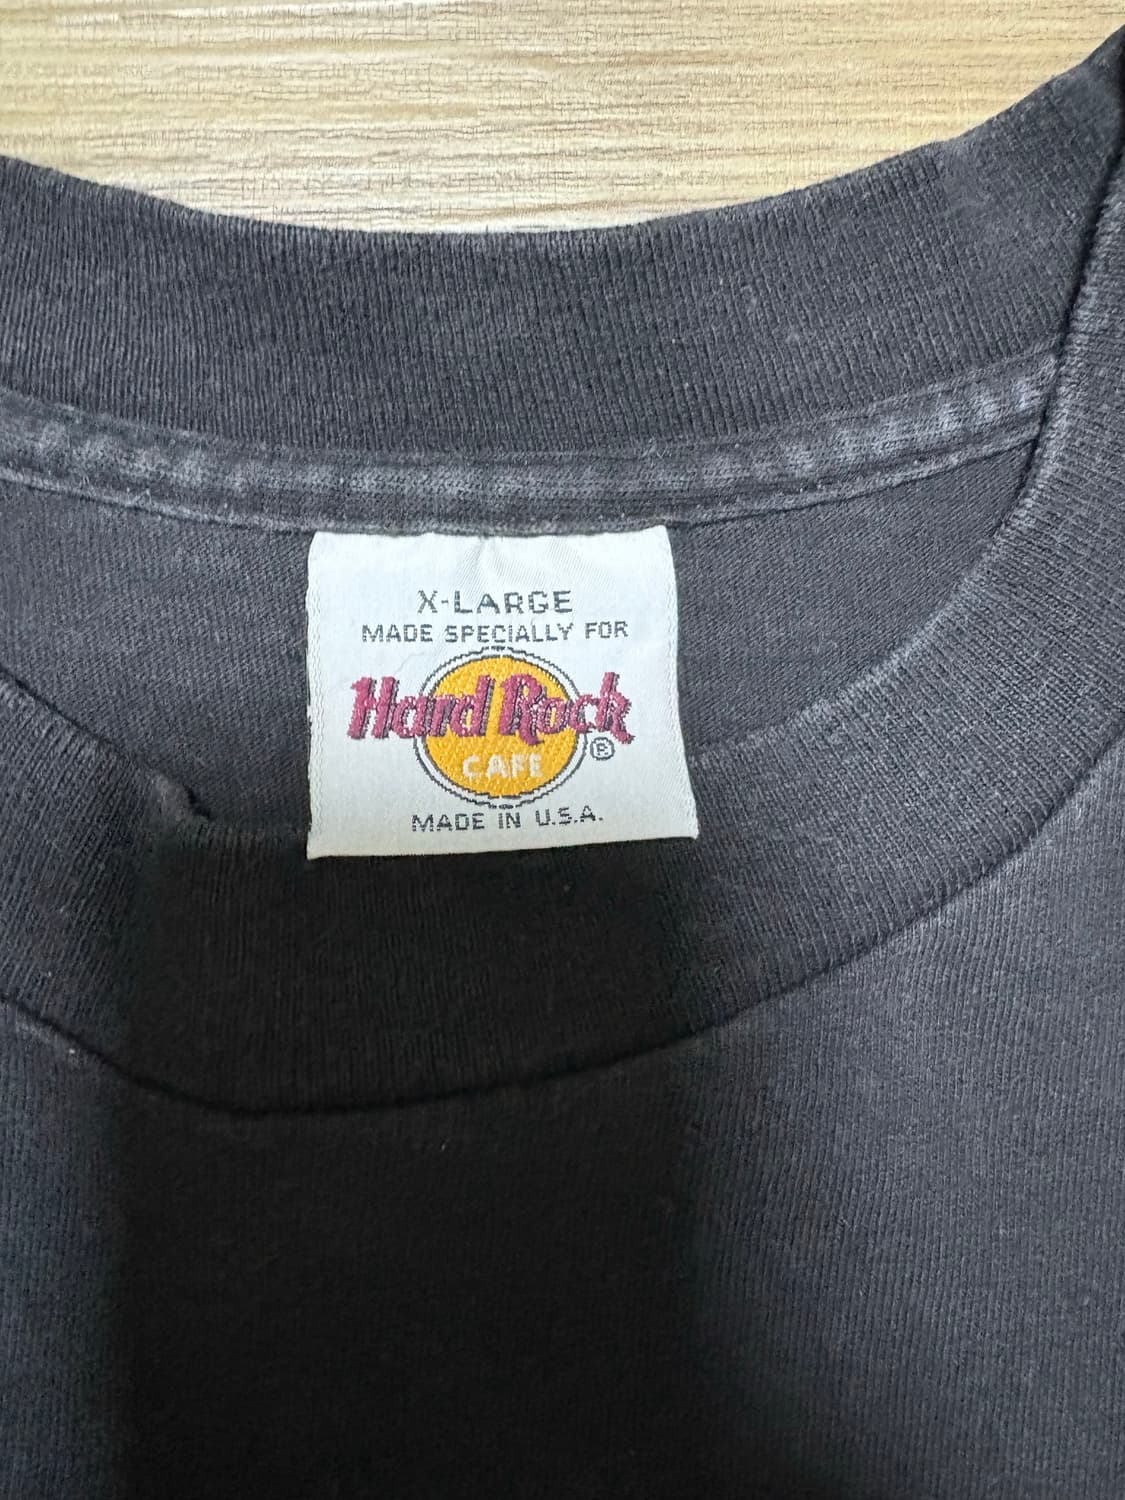 X-LARGE
MADE SPECIALLY FOR
Hard Rock
CAFE ®
MADE IN U.S.A.